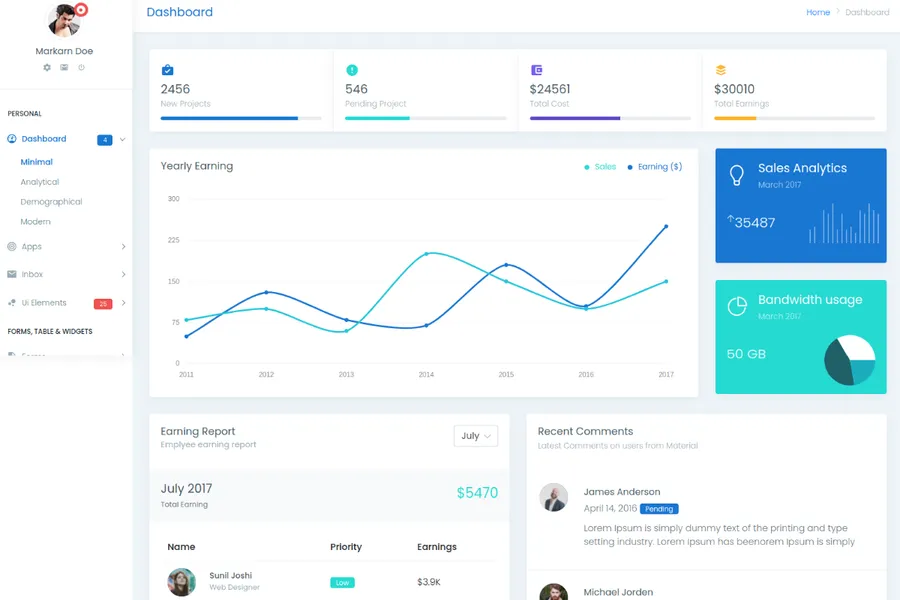 Markarn Doe
PERSONAL
Dashboard 4
Minimal
Analytical
Demographical
Modern
Apps
Inbox
Ui Elements 25
FORMS, TABLE & WIDGETS
Forms
Dashboard
Home > Dashboard
2456
New Projects
546
Pending Project
$24561
Total Cost
$30010
Total Earnings
Yearly Earning
Sales Earning ($)
300
225
150
75
0
2011 2012 2013 2014 2015 2016 2017
Sales Analytics
March 2017
↑35487
Bandwidth usage
March 2017
50 GB
Earning Report
Emplyee earning report
July
July 2017
Total Earning
$5470
Name Priority Earnings
Sunil Joshi
Web Designer
Low
$3.9K
Recent Comments
Latest Comments on users from Material
James Anderson
April 14, 2016 Pending
Lorem Ipsum is simply dummy text of the printing and type
setting industry. Lorem Ipsum has beenorem Ipsum is simply
Michael Jorden